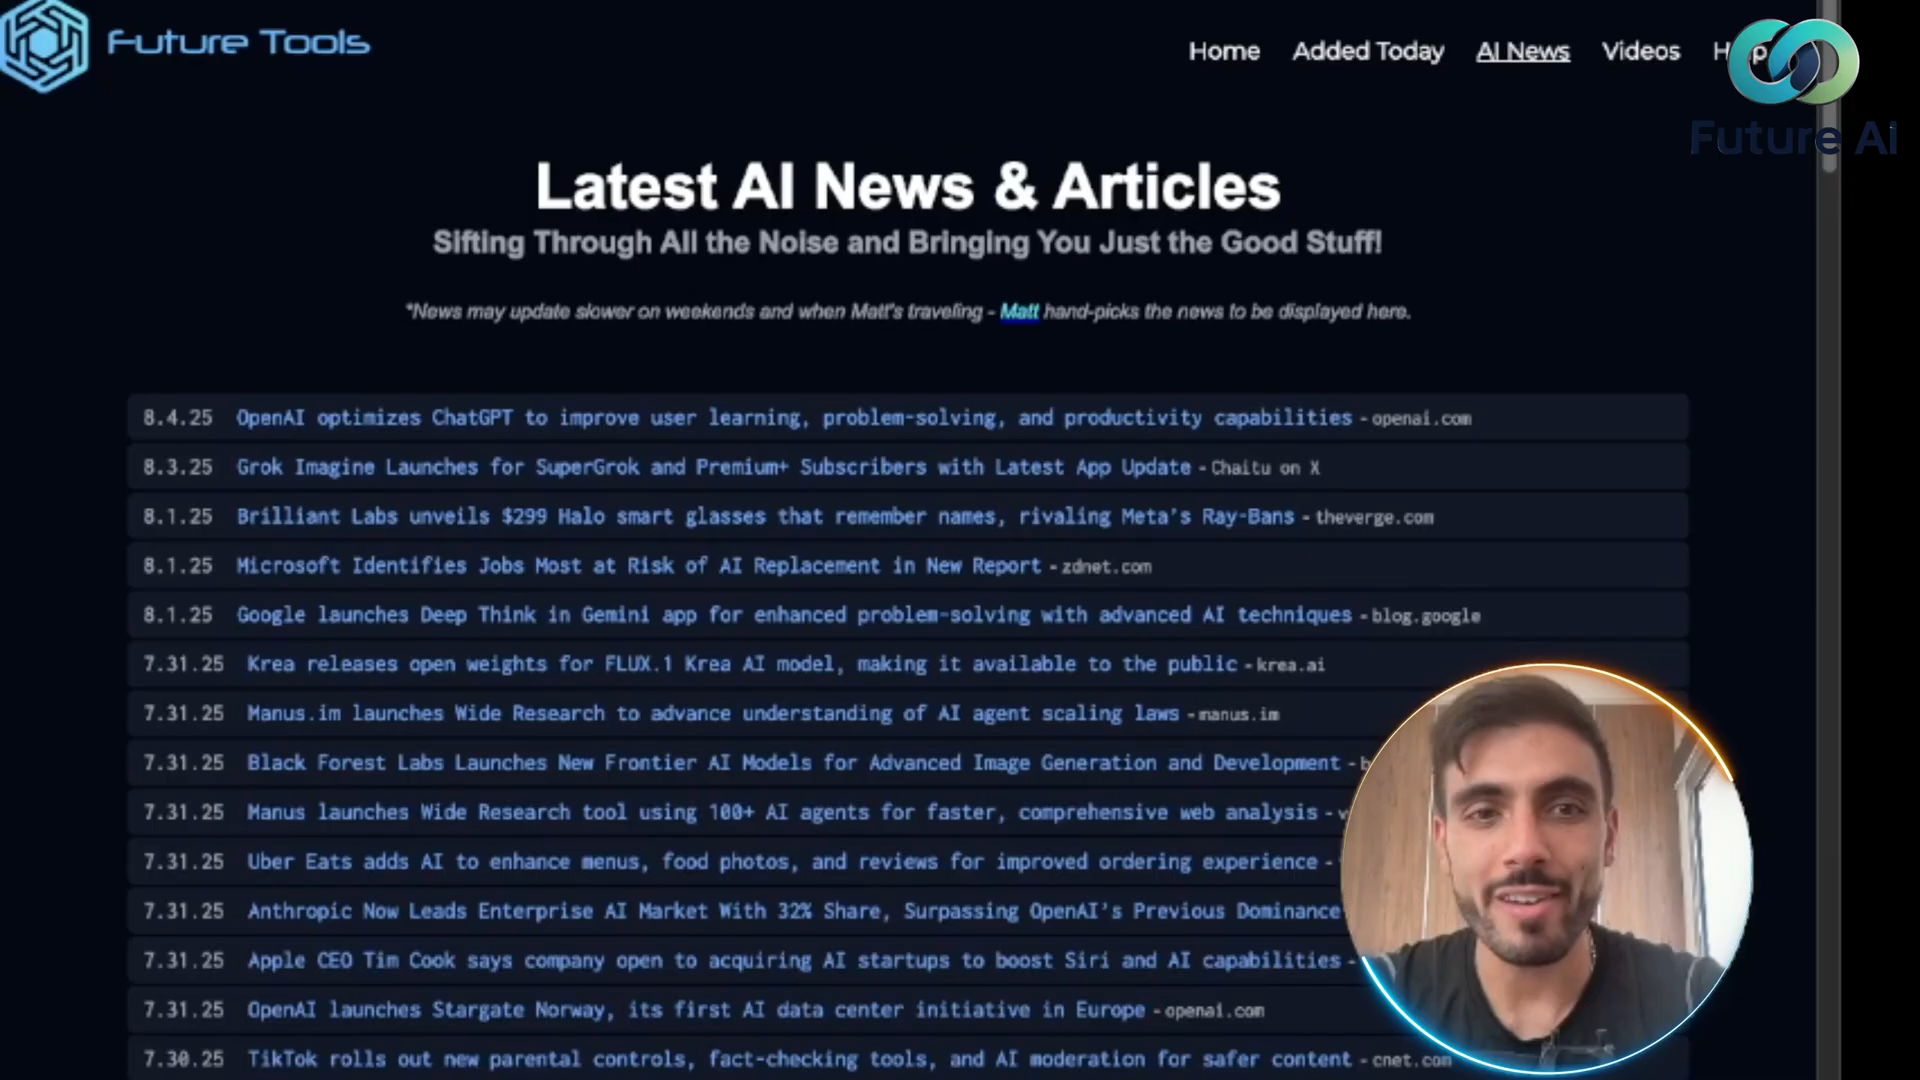 Future Tools
Home Added Today AI News Videos
Future AI
Latest AI News & Articles
Sifting Through All the Noise and Bringing You Just the Good Stuff!
*News may update slower on weekends and when Matt's traveling - Matt hand-picks the news to be displayed here.
8.4.25 OpenAI optimizes ChatGPT to improve user learning, problem-solving, and productivity capabilities - openai.com
8.3.25 Grok Imagine Launches for SuperGrok and Premium+ Subscribers with Latest App Update - Chaitu on X
8.1.25 Brilliant Labs unveils $299 Halo smart glasses that remember names, rivaling Meta's Ray-Bans - theverge.com
8.1.25 Microsoft Identifies Jobs Most at Risk of AI Replacement in New Report - zdnet.com
8.1.25 Google launches Deep Think in Gemini app for enhanced problem-solving with advanced AI techniques - blog.google
7.31.25 Krea releases open weights for FLUX.1 Krea AI model, making it available to the public - krea.ai
7.31.25 Manus.im launches Wide Research to advance understanding of AI agent scaling laws - manus.im
7.31.25 Black Forest Labs Launches New Frontier AI Models for Advanced Image Generation and Development -
7.31.25 Manus launches Wide Research tool using 100+ AI agents for faster, comprehensive web analysis -
7.31.25 Uber Eats adds AI to enhance menus, food photos, and reviews for improved ordering experience -
7.31.25 Anthropic Now Leads Enterprise AI Market With 32% Share, Surpassing OpenAI's Previous Dominance
7.31.25 Apple CEO Tim Cook says company open to acquiring AI startups to boost Siri and AI capabilities -
7.31.25 OpenAI launches Stargate Norway, its first AI data center initiative in Europe - openai.com
7.30.25 TikTok rolls out new parental controls, fact-checking tools, and AI moderation for safer content - cnet.com